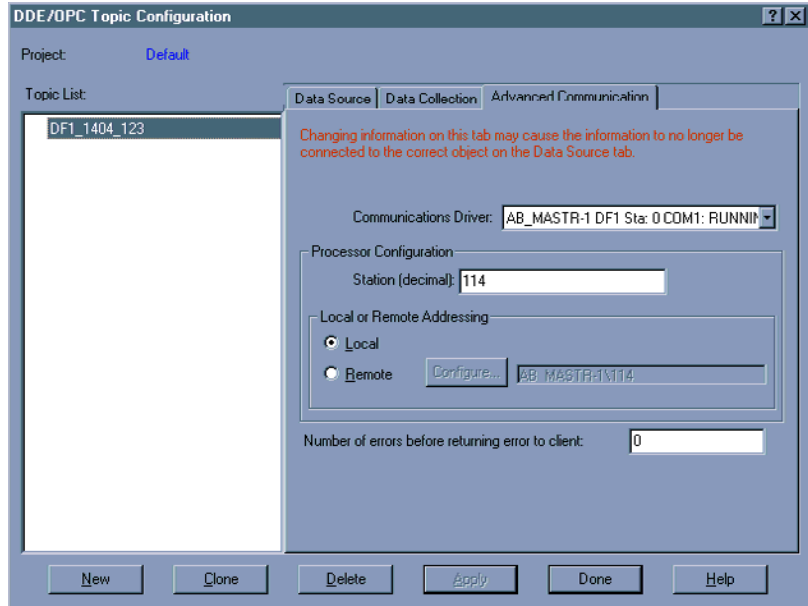 DDE/OPC Topic Configuration
Project: Default
Topic List:
DF1_1404_123
Data Source
Data Collection
Advanced Communication
Changing information on this tab may cause the information to no longer be
connected to the correct object on the Data Source tab.
Communications Driver: AB_MASTR-1 DF1 Sta: 0 COM1: RUNNIN
Processor Configuration
Station (decimal): 114
Local or Remote Addressing
Local
Remote Configure... AB_MASTR-1\114
Number of errors before returning error to client: 0
New Clone Delete Apply Done Help